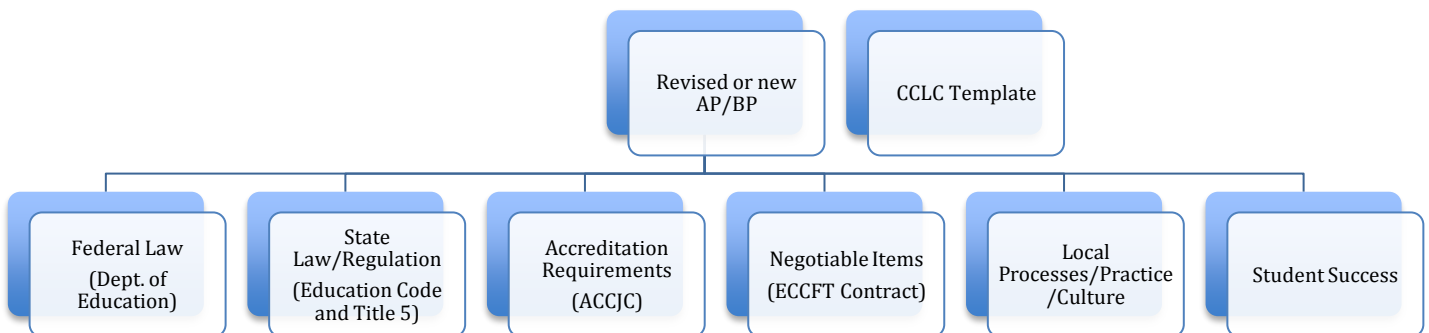 Revised or new
AP/BP
CCLC Template
Federal Law
(Dept. of
Education)
State
Law/Regulation
(Education Code
and Title 5)
Accreditation
Requirements
(ACCJC)
Negotiable Items
(ECCFT Contract)
Local
Processes/Practice
/Culture
Student Success